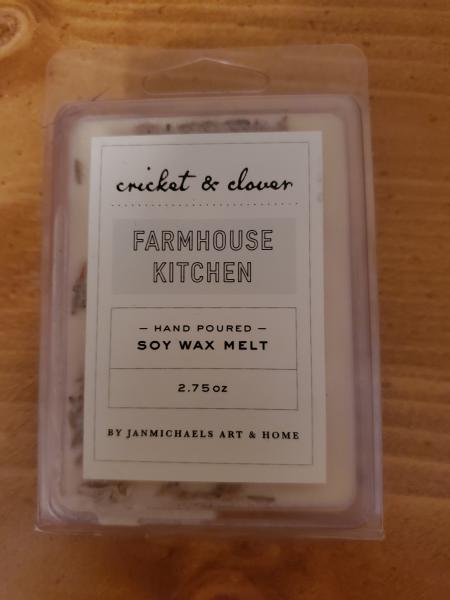 cricket & clover
FARMHOUSE
KITCHEN
– HAND POURED –
SOY WAX MELT
2.75oz
BY JANMICHAELS ART & HOME